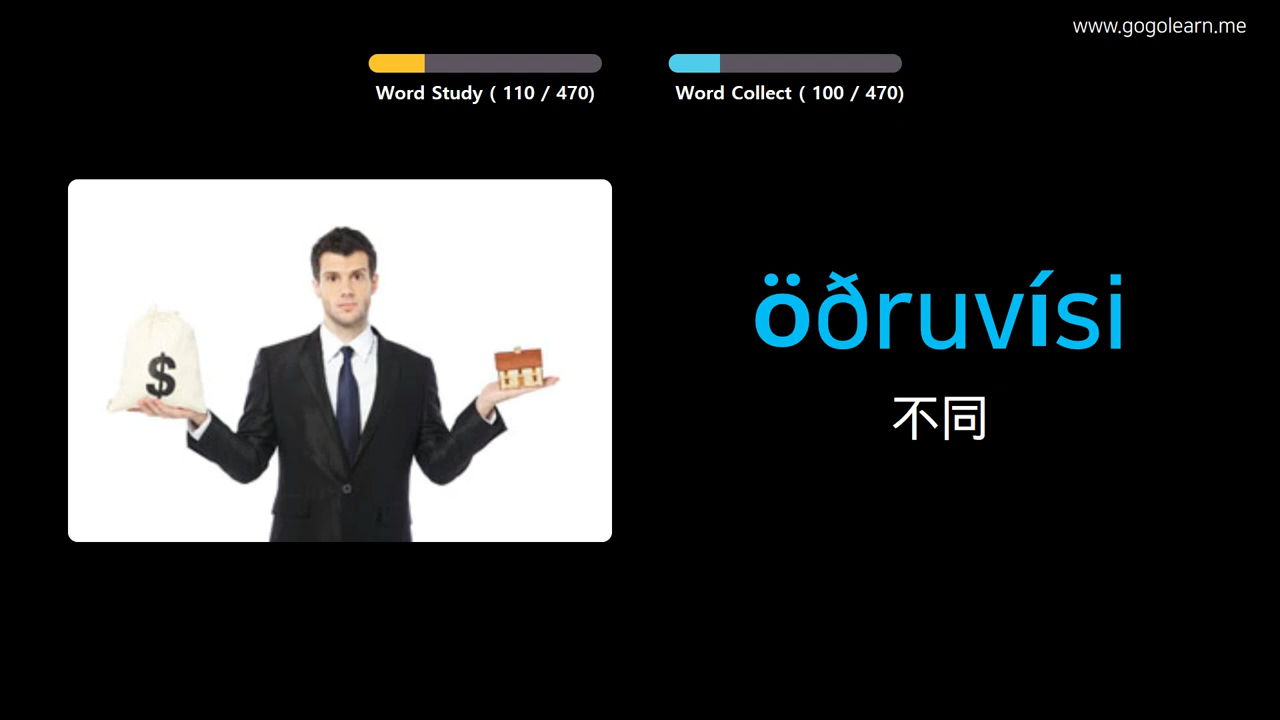 www.gogolearn.me
Word Study ( 110 / 470)
Word Collect ( 100 / 470)
$
öðruvísi
不同